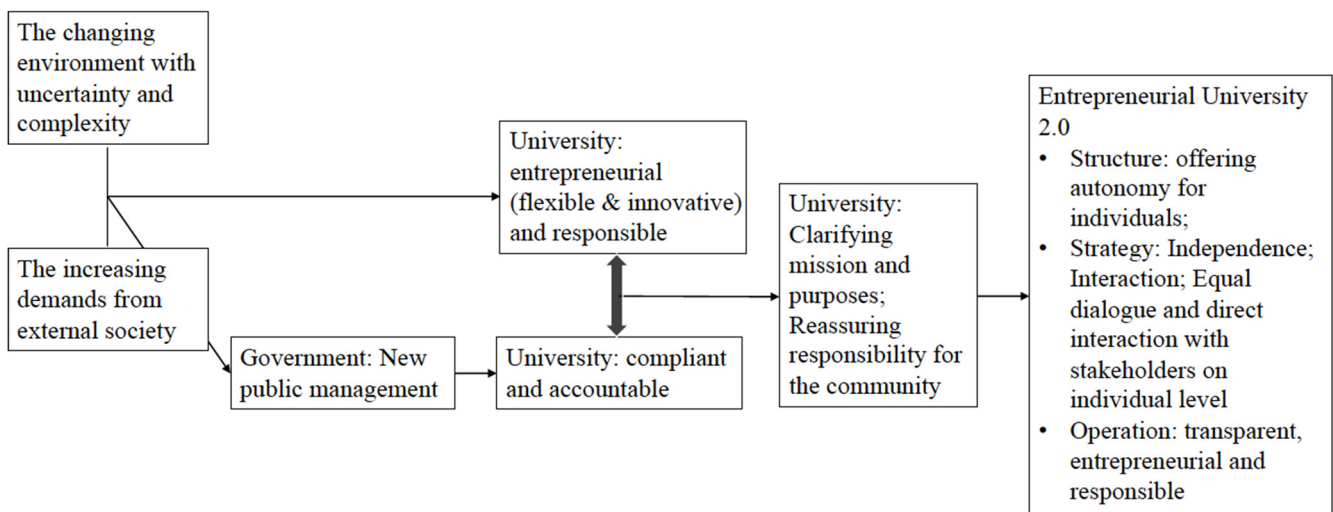 The changing
environment with
uncertainty and
complexity
The increasing
demands from
external society
Government: New
public management
University:
entrepreneurial
(flexible & innovative)
and responsible
University: compliant
and accountable
University:
Clarifying
mission and
purposes;
Reassuring
responsibility for
the community
Entrepreneurial University
2.0
• Structure: offering
autonomy for
individuals;
• Strategy: Independence;
Interaction; Equal
dialogue and direct
interaction with
stakeholders on
individual level
• Operation: transparent,
entrepreneurial and
responsible